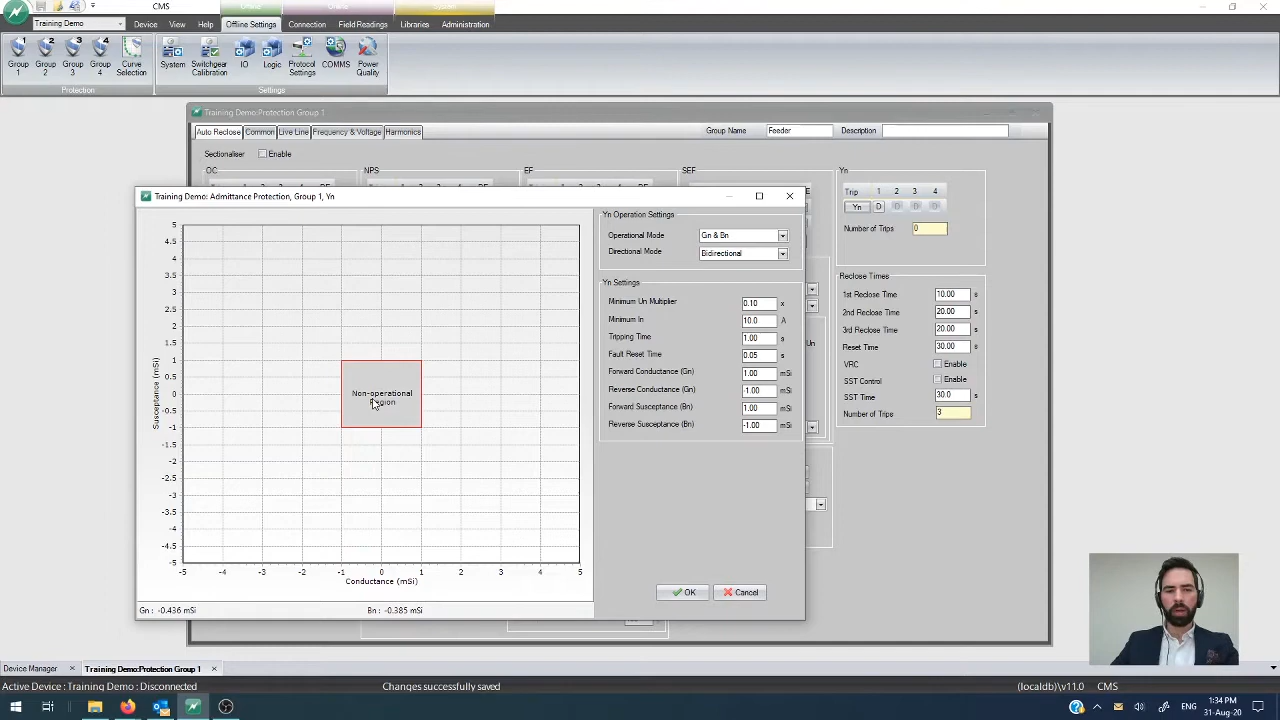 CMS
Offline
Online
System
Training Demo
Device
View
Help
Offline Settings
Connection
Field Readings
Libraries
Administration
Group 1
Group 2
Group 3
Group 4
Curve Selection
System
Switchgear Calibration
IO
Logic
Protocol Settings
COMMS
Power Quality
Protection
Settings
Training Demo:Protection Group 1
Auto Reclose
Common
Live Line
Frequency & Voltage
Harmonics
Group Name
Feeder
Description
Sectionaliser
Enable
OC
NPS
EF
SEF
Yn
Trip 1 2 3 4
Yn D D D D
Number of Trips 0
Reclose Times
1st Reclose Time 10.00 s
2nd Reclose Time 20.00 s
3rd Reclose Time 20.00 s
Reset Time 30.00 s
VRC Enable
SST Control Enable
SST Time 30.0 s
Number of Trips 3
Un
Training Demo: Admittance Protection, Group 1, Yn
Yn Operation Settings
Operational Mode Gn & Bn
Directional Mode Bidirectional
Yn Settings
Minimum Un Multiplier 0.10 x
Minimum In 10.0 A
Tripping Time 1.00 s
Fault Reset Time 0.05 s
Forward Conductance (Gn) 1.00 mSi
Reverse Conductance (Gn) -1.00 mSi
Forward Susceptance (Bn) 1.00 mSi
Reverse Susceptance (Bn) -1.00 mSi
OK
Cancel
Susceptance (mSi)
5
4.5
4
3.5
3
2.5
2
1.5
1
0.5
0
-0.5
-1
-1.5
-2
-2.5
-3
-3.5
-4
-4.5
-5
Non-operational
Region
-5 -4 -3 -2 -1 0 1 2 3 4 5
Conductance (mSi)
Gn : -0.436 mSi
Bn : -0.385 mSi
Device Manager
Training Demo:Protection Group 1
Active Device : Training Demo : Disconnected
Changes successfully saved
(localdb)\v11.0
CMS
1:34 PM
31-Aug-20